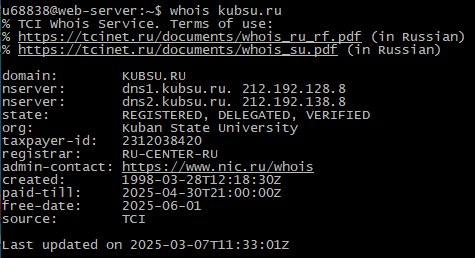 u68838@web-server:~$ whois kubsu.ru
% TCI Whois Service. Terms of use:
% https://tcinet.ru/documents/whois_ru_rf.pdf (in Russian)
% https://tcinet.ru/documents/whois_su.pdf (in Russian)

domain:        KUBSU.RU
nserver:       dns1.kubsu.ru. 212.192.128.8
nserver:       dns2.kubsu.ru. 212.192.138.8
state:         REGISTERED, DELEGATED, VERIFIED
org:           Kuban State University
taxpayer-id:   2312038420
registrar:     RU-CENTER-RU
admin-contact: https://www.nic.ru/whois
created:       1998-03-28T12:18:30Z
paid-till:     2025-04-30T21:00:00Z
free-date:     2025-06-01
source:        TCI

Last updated on 2025-03-07T11:33:01Z